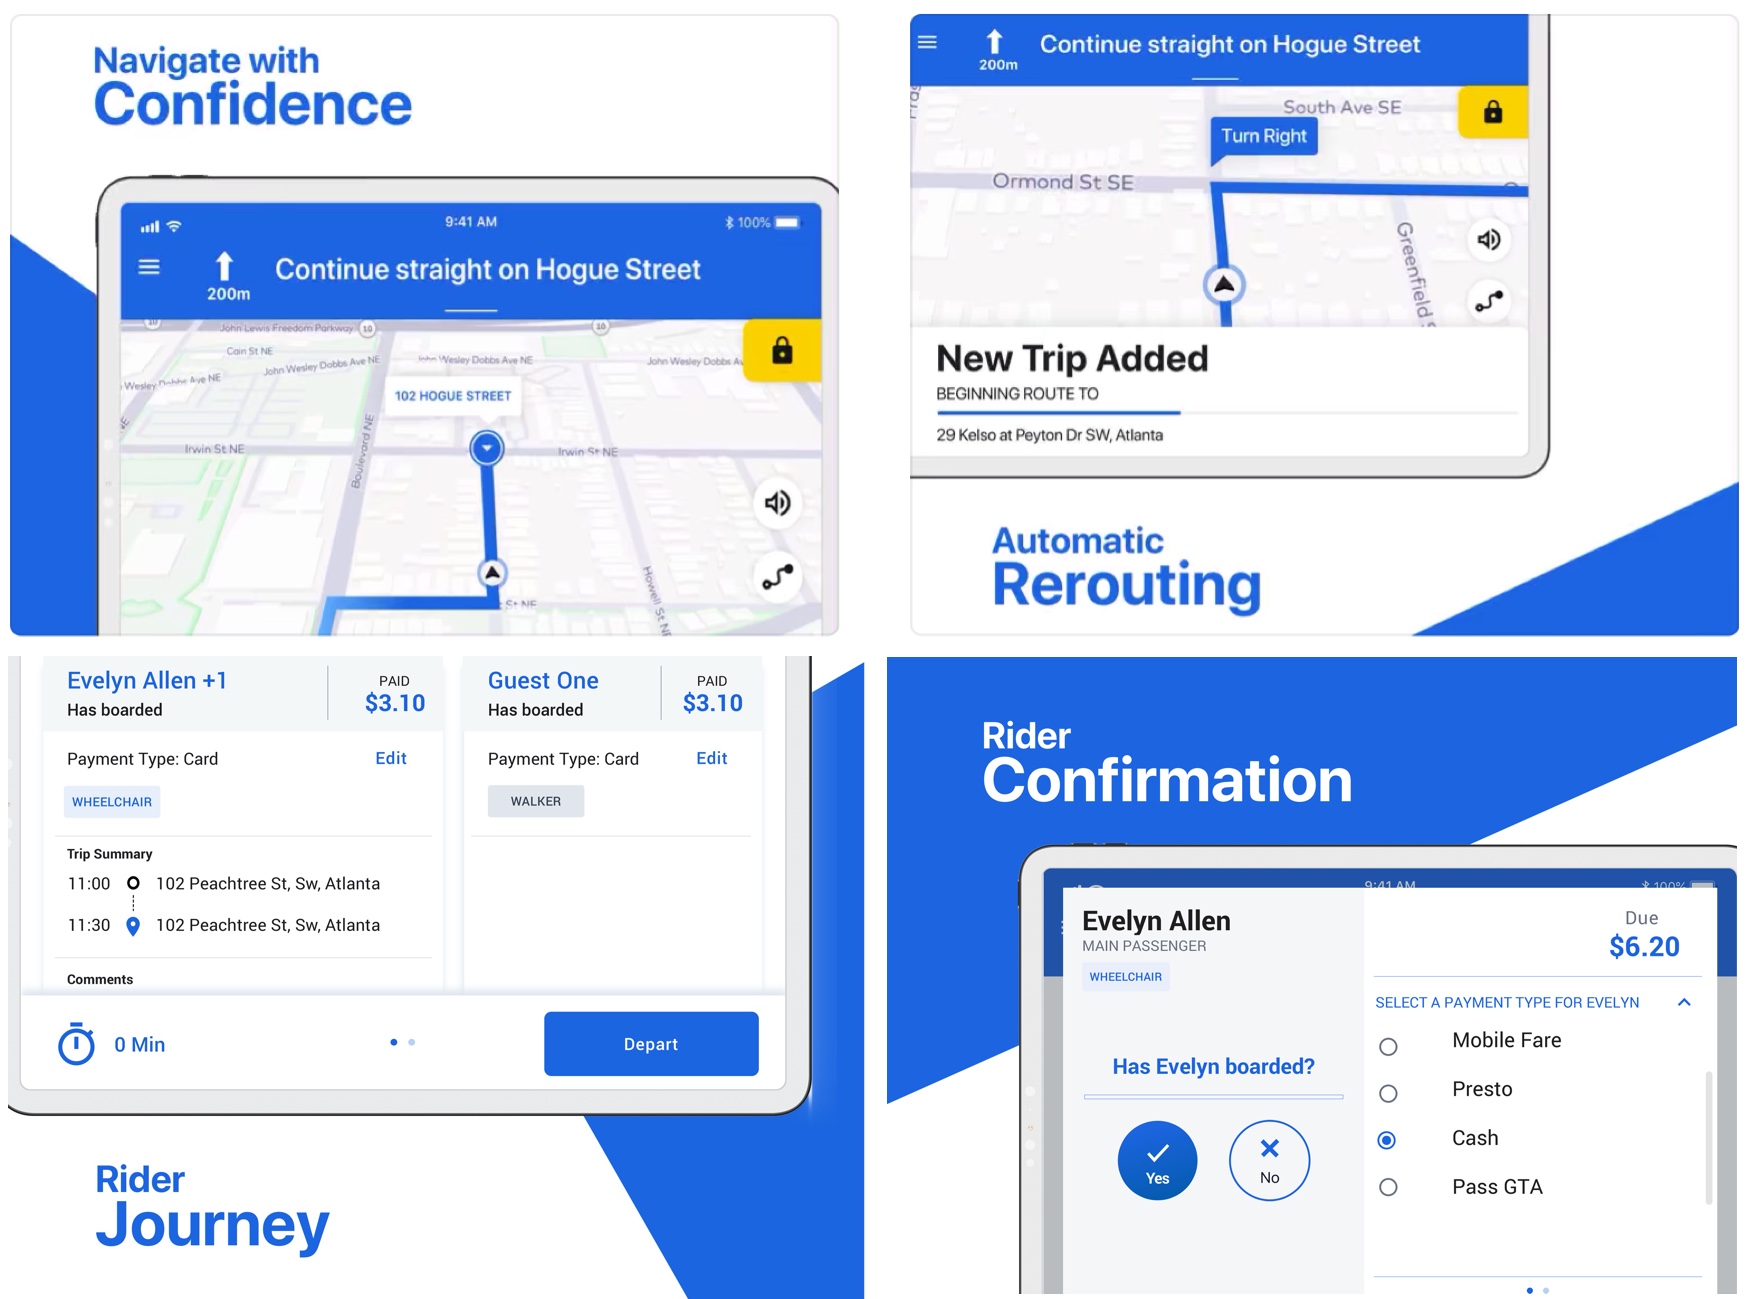 Navigate with
Confidence
9:41 AM
100%
200m
Continue straight on Hogue Street
John Lewis Freedom Parkway
10
10
10
Cain St NE
John Wesley Dobbs Ave NE
John Wesley Dobbs Ave NE
John Wesley Dobbs Av
Wesley Dobbs Ave NE
102 HOGUE STREET
Boulevard NE
Irwin St NE
Irwin St NE
St NE
Howell St NE
200m
Continue straight on Hogue Street
South Ave SE
Turn Right
Ormond St SE
Greenfield S
New Trip Added
BEGINNING ROUTE TO
29 Kelso at Peyton Dr SW, Atlanta
Automatic
Rerouting
Evelyn Allen +1
Has boarded
PAID
$3.10
Payment Type: Card
Edit
WHEELCHAIR
Trip Summary
11:00 102 Peachtree St, Sw, Atlanta
11:30 102 Peachtree St, Sw, Atlanta
Comments
Guest One
Has boarded
PAID
$3.10
Payment Type: Card
Edit
WALKER
0 Min
Depart
Rider
Journey
Rider
Confirmation
9:41 AM
100%
Evelyn Allen
MAIN PASSENGER
WHEELCHAIR
Has Evelyn boarded?
Yes
No
Due
$6.20
SELECT A PAYMENT TYPE FOR EVELYN
Mobile Fare
Presto
Cash
Pass GTA